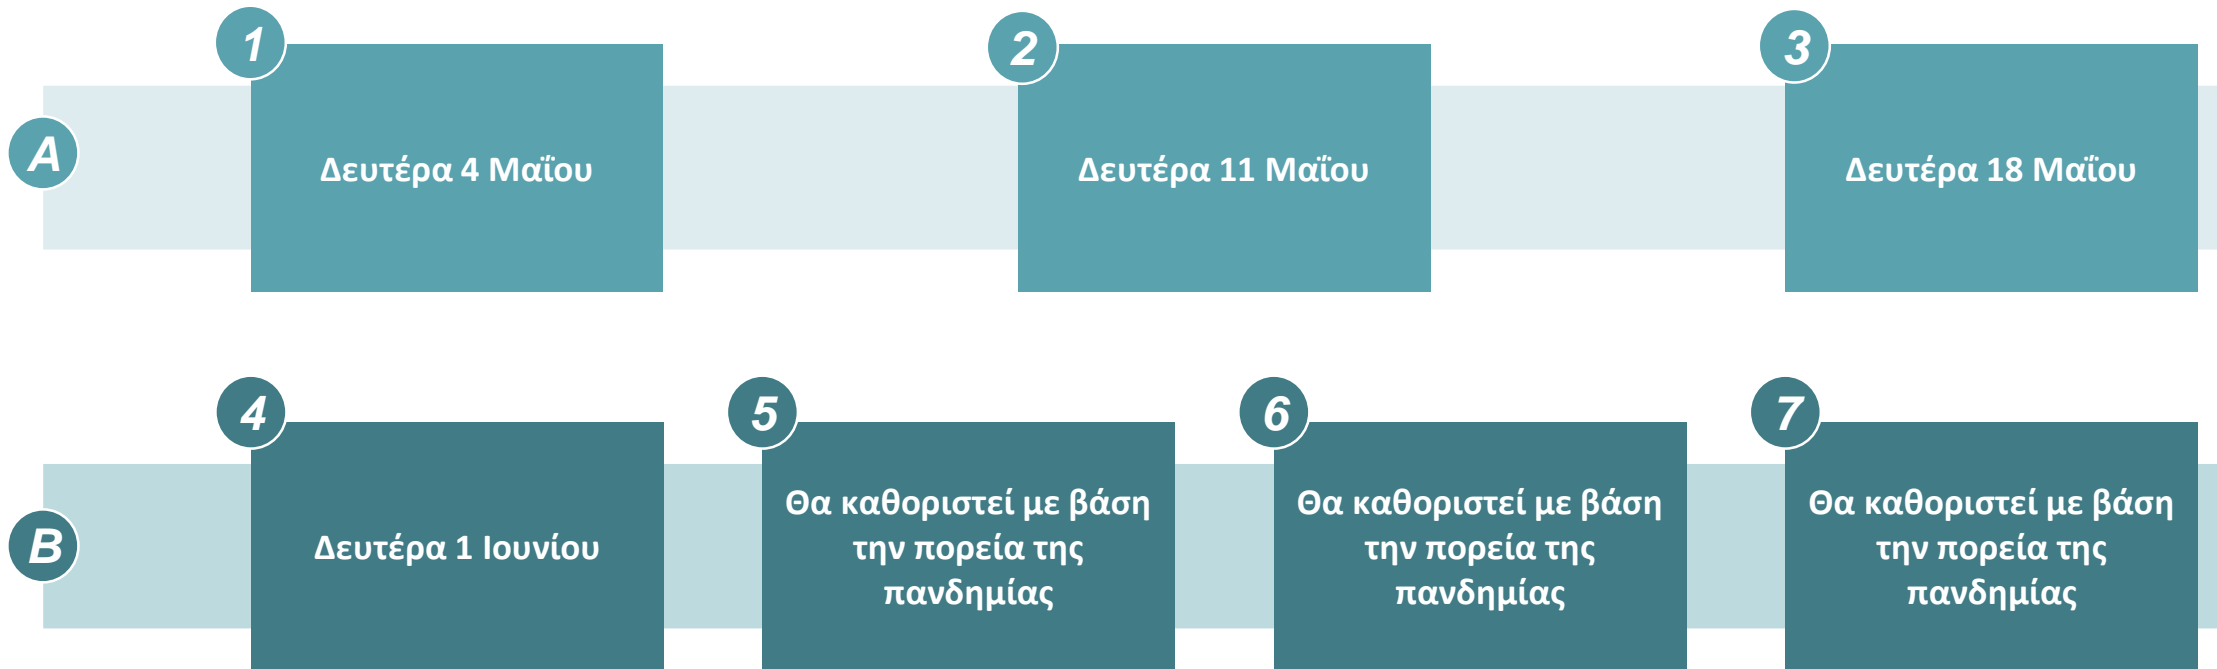 1
2
3
A
Δευτέρα 4 Μαΐου
Δευτέρα 11 Μαΐου
Δευτέρα 18 Μαΐου
4
5
6
7
B
Δευτέρα 1 Ιουνίου
Θα καθοριστεί με βάση
την πορεία της
πανδημίας
Θα καθοριστεί με βάση
την πορεία της
πανδημίας
Θα καθοριστεί με βάση
την πορεία της
πανδημίας